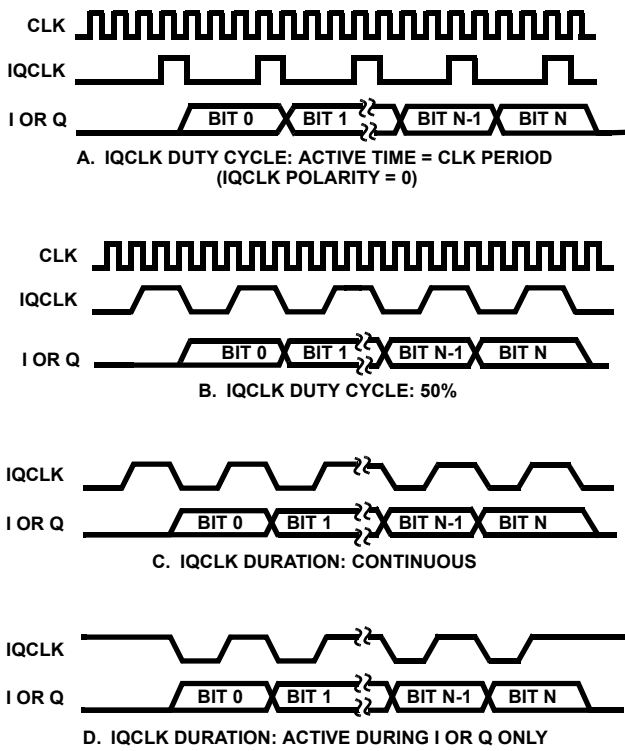 CLK
IQCLK
I OR Q BIT 0 BIT 1 BIT N-1 BIT N
A. IQCLK DUTY CYCLE: ACTIVE TIME = CLK PERIOD
(IQCLK POLARITY = 0)
CLK
IQCLK
I OR Q BIT 0 BIT 1 BIT N-1 BIT N
B. IQCLK DUTY CYCLE: 50%
IQCLK
I OR Q BIT 0 BIT 1 BIT N-1 BIT N
C. IQCLK DURATION: CONTINUOUS
IQCLK
I OR Q BIT 0 BIT 1 BIT N-1 BIT N
D. IQCLK DURATION: ACTIVE DURING I OR Q ONLY